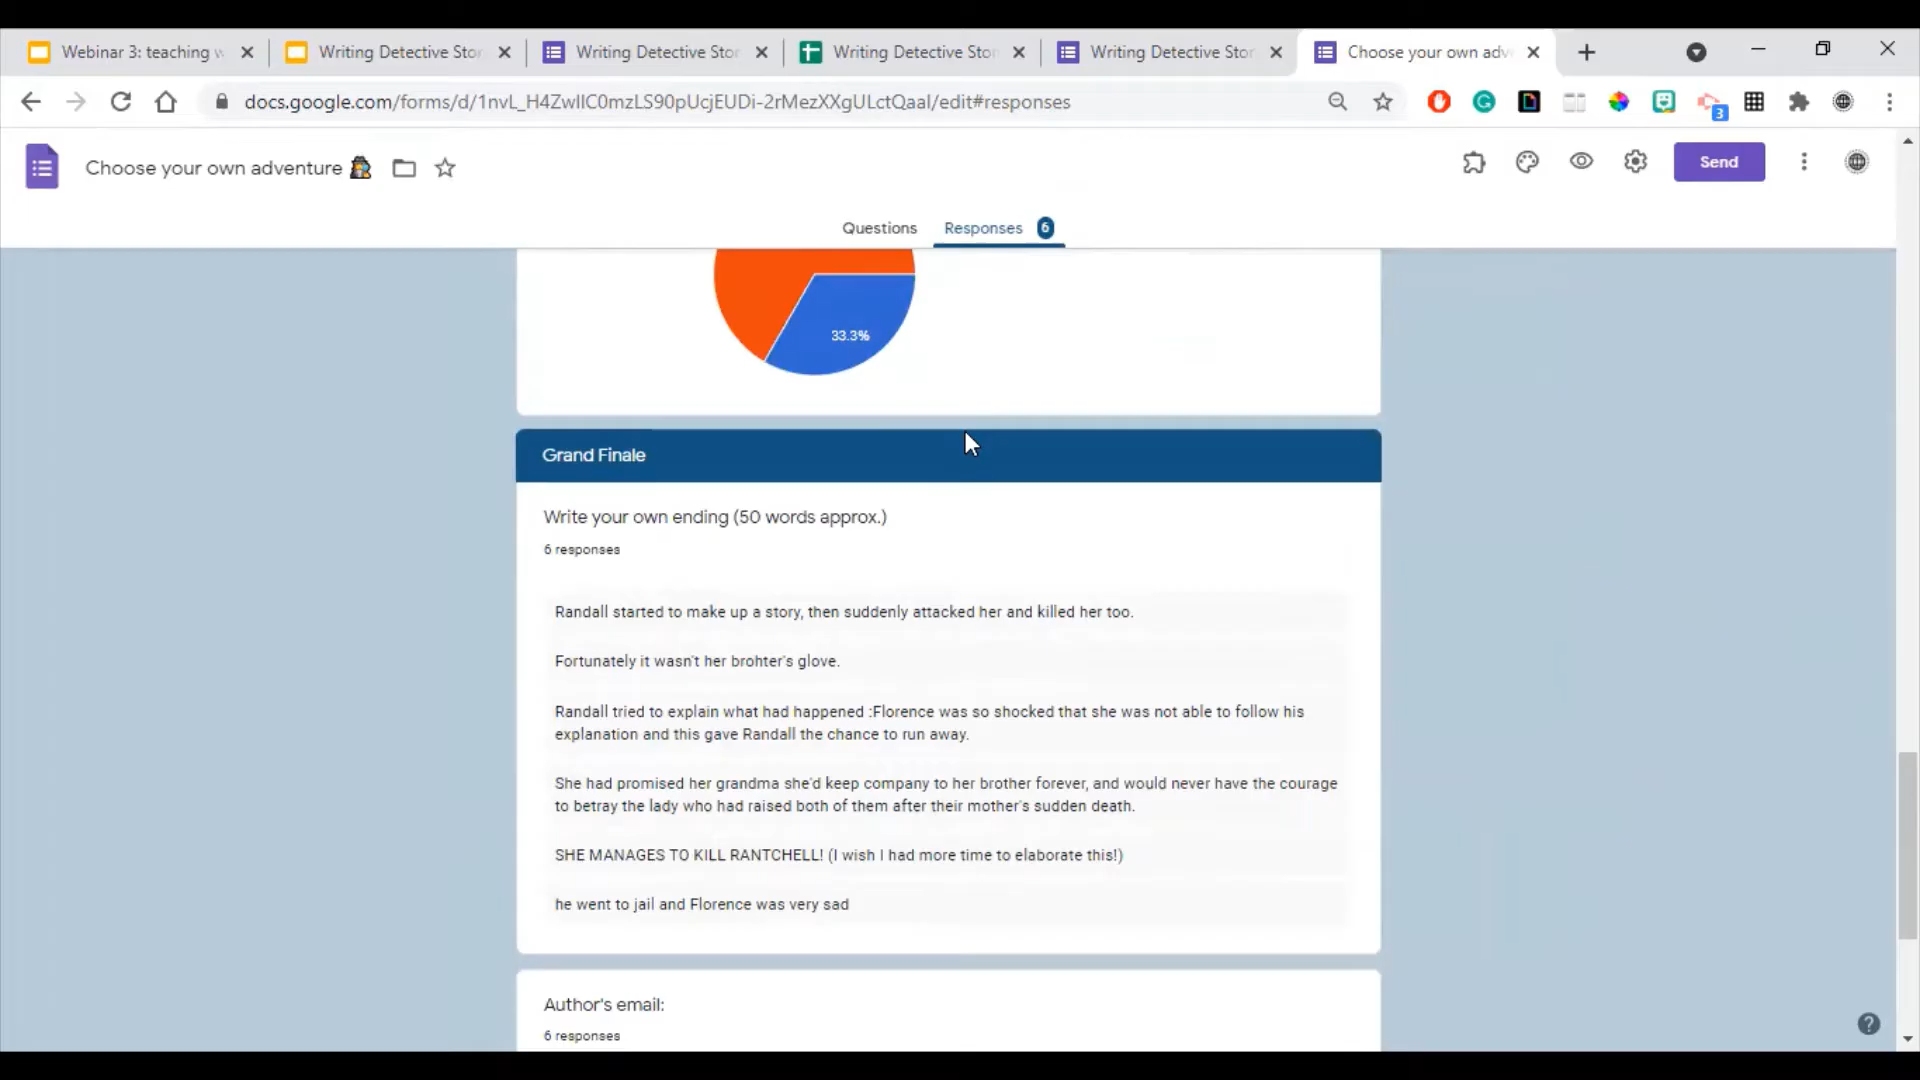 Webinar 3: teaching w
Writing Detective Stor
Writing Detective Stor
Writing Detective Stor
Writing Detective Stor
Choose your own adv
docs.google.com/forms/d/1nvL_H4ZwIlC0mzLS90pUcjEUDi-2rMezXXgULctQaaI/edit#responses
3
Choose your own adventure
Send
Questions
Responses 6
33.3%
Grand Finale
Write your own ending (50 words approx.)
6 responses
Randall started to make up a story, then suddenly attacked her and killed her too.
Fortunately it wasn't her brohter's glove.
Randall tried to explain what had happened :Florence was so shocked that she was not able to follow his
explanation and this gave Randall the chance to run away.
She had promised her grandma she'd keep company to her brother forever, and would never have the courage
to betray the lady who had raised both of them after their mother's sudden death.
SHE MANAGES TO KILL RANTCHELL! (I wish I had more time to elaborate this!)
he went to jail and Florence was very sad
Author's email:
6 responses